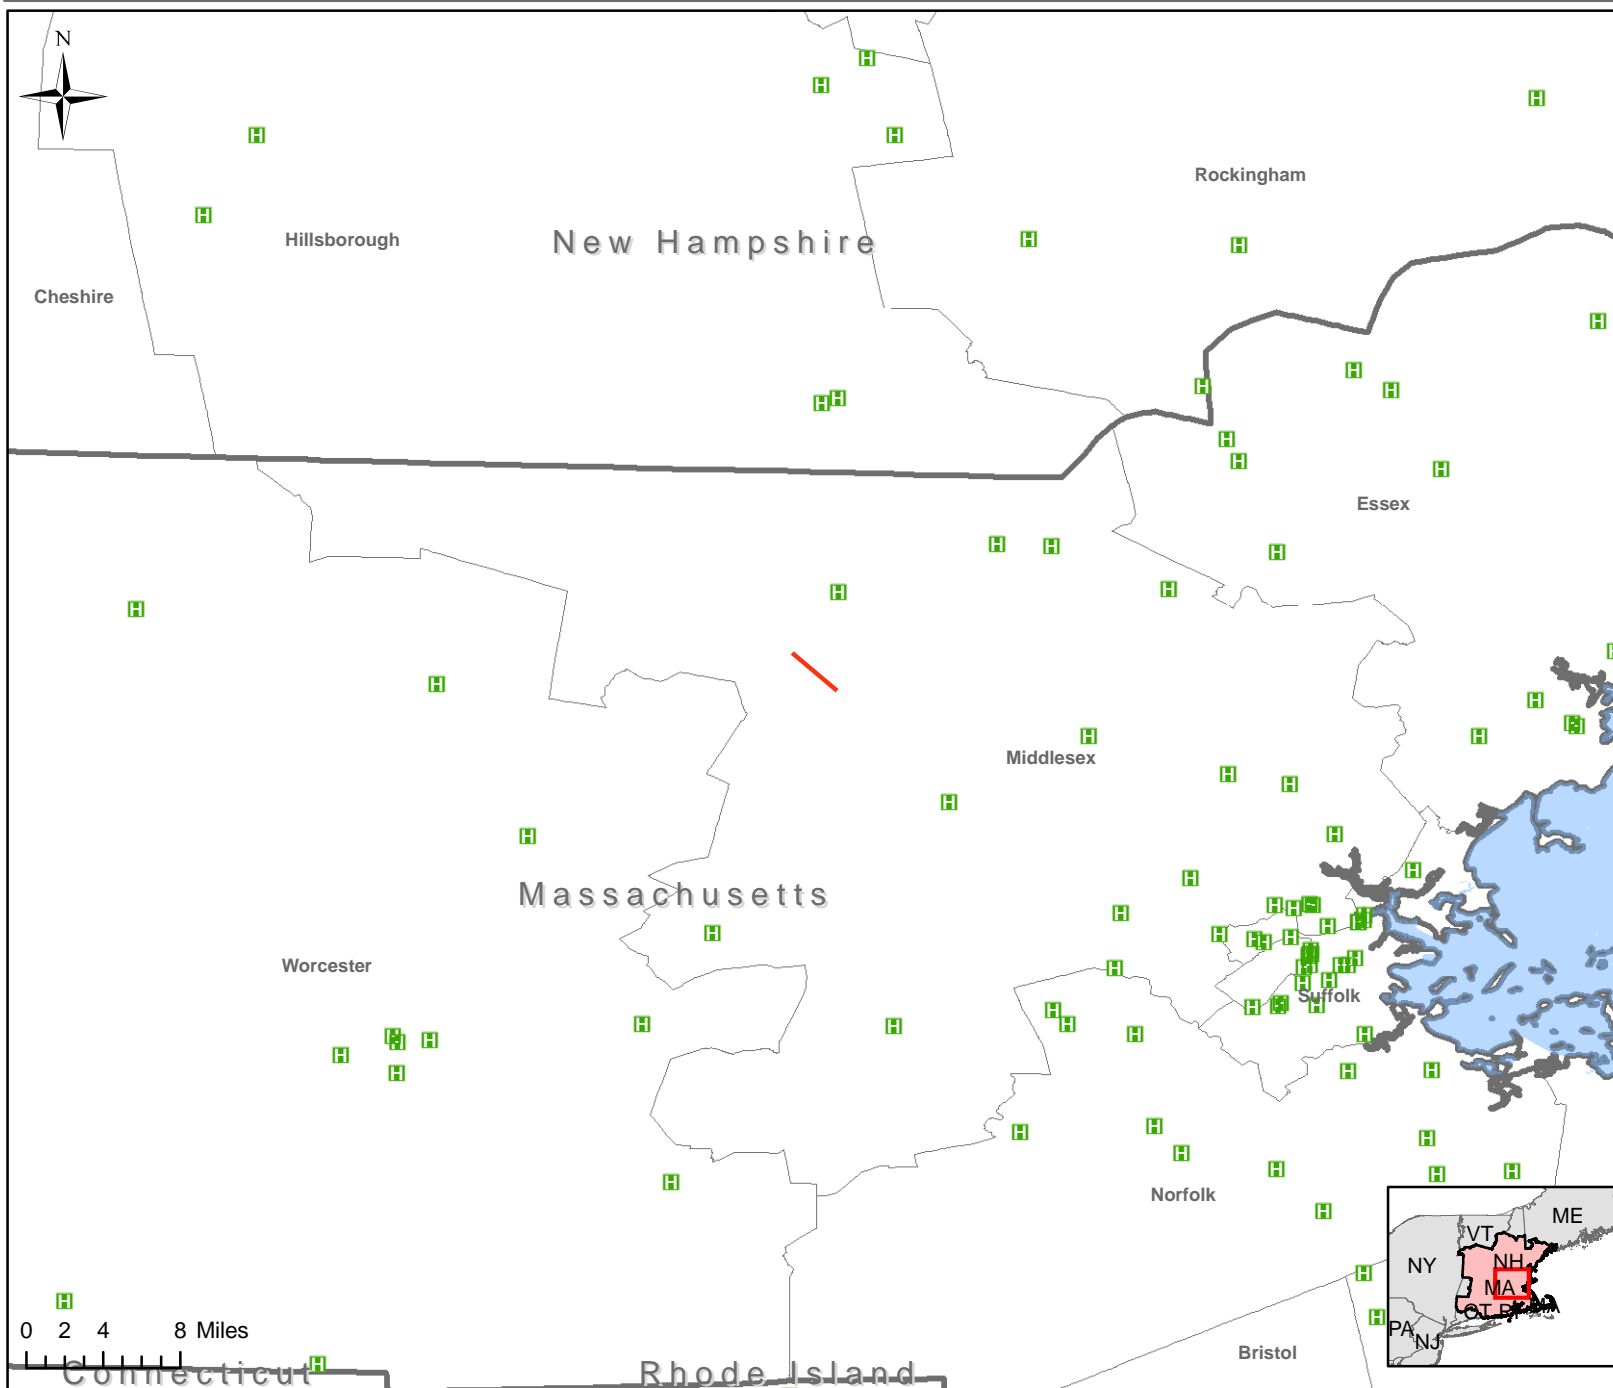 N
Rockingham
Hillsborough
New Hampshire
Cheshire
Essex
Middlesex
Massachusetts
Worcester
Suffolk
Norfolk
ME
VT
NY
NH
MA
CT
PA
NJ
0 2 4 8 Miles
Bristol
Connecticut
Rhode Island